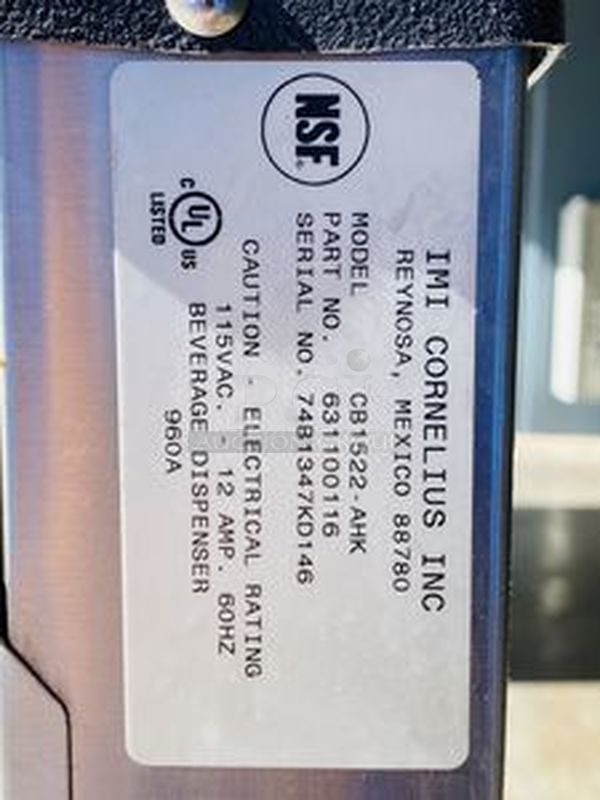 NSF®
IMI CORNELIUS INC
REYNOSA, MEXICO 88780
MODEL CB1522-AHK
PART NO. 631100116
SERIAL NO. 74B1347KD146
C UL US
LISTED
CAUTION - ELECTRICAL RATING
115VAC. - 12 AMP. 60HZ
BEVERAGE DISPENSER
960A